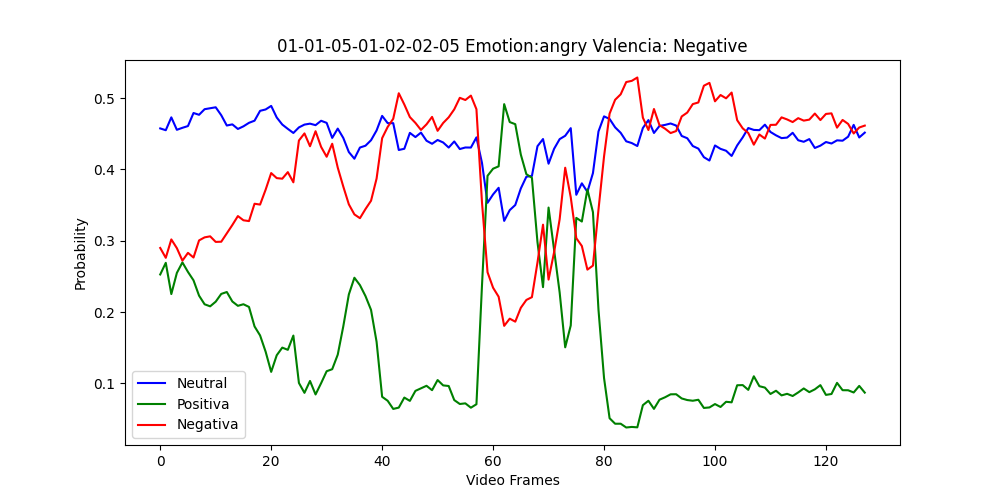 01-01-05-01-02-02-05 Emotion:angry Valencia: Negative
0.5
0.4
0.3
0.2
0.1
Probability
Neutral
Positiva
Negativa
0 20 40 60 80 100 120
Video Frames